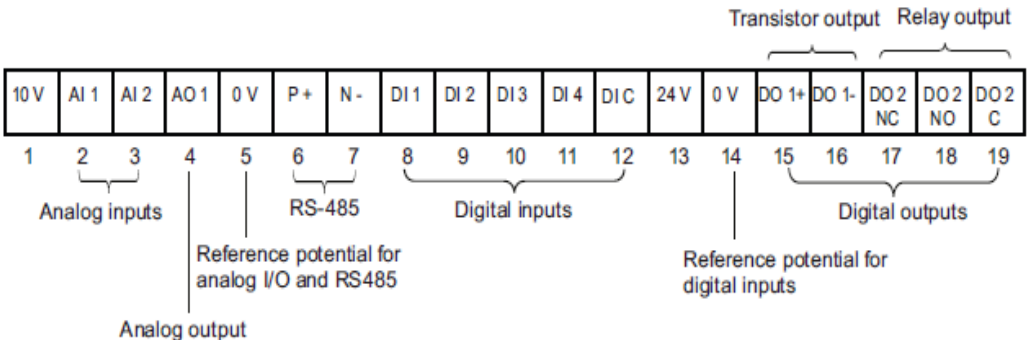 Transistor output Relay output
10 V AI 1 AI 2 AO 1 0 V P + N - DI 1 DI 2 DI 3 DI 4 DI C 24 V 0 V DO 1+ DO 1- DO 2 NC DO 2 NO DO 2 C
1 2 3 4 5 6 7 8 9 10 11 12 13 14 15 16 17 18 19
Analog inputs RS-485 Digital inputs Digital outputs
Reference potential for
analog I/O and RS485
Reference potential for
digital inputs
Analog output